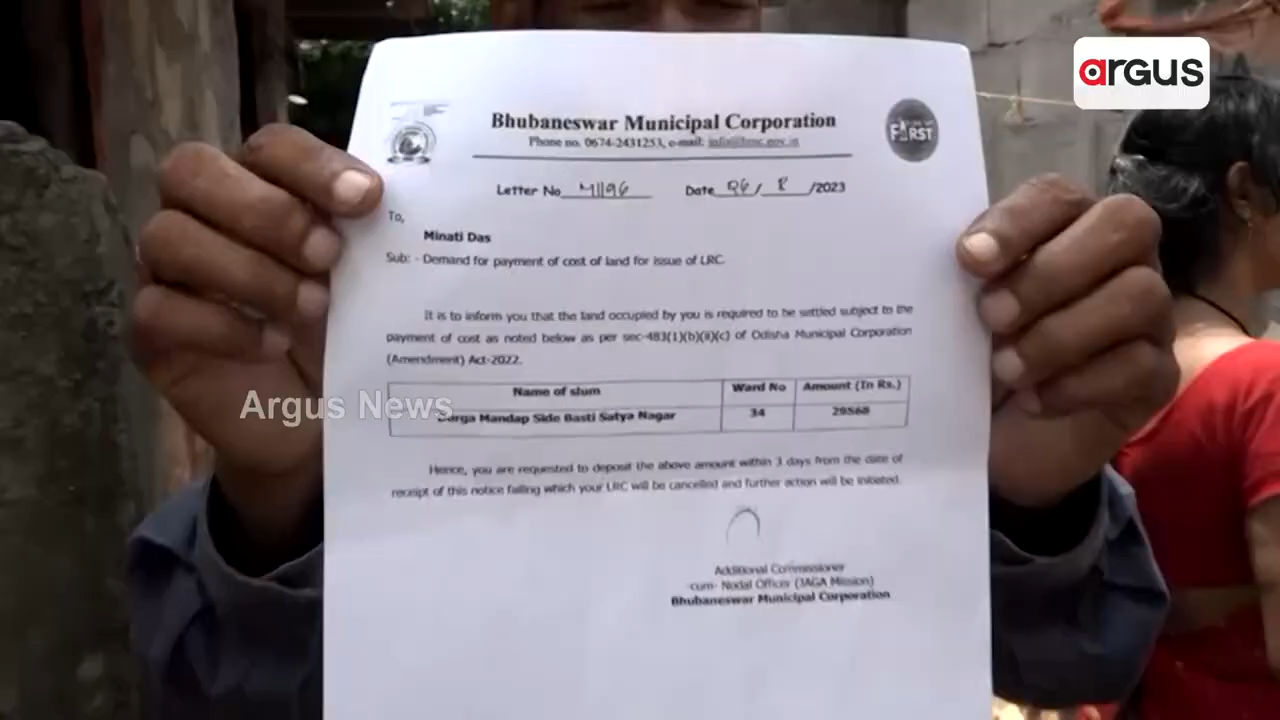 argus
Bhubaneswar Municipal Corporation
Phone no. 0674-2431253, e-mail: info@bmc.gov.in
FIRST
Letter No Date /2023
To,
Minati Das
Sub: - Demand for payment of cost of land for issue of LRC.
It is to inform you that the land occupied by you is required to be settled subject to the
payment of cost as noted below as per sec-483(1)(b)(ii)(c) of Odisha Municipal Corporation
(Amendment) Act-2022.
Name of slum Ward No Amount (In Rs.)
Durga Mandap Side Basti Satya Nagar 34 29568
Argus News
Hence, you are requested to deposit the above amount within 3 days from the date of
receipt of this notice failing which your LRC will be cancelled and further action will be initiated.
Additional Commissioner
cum- Nodal Officer (JAGA Mission)
Bhubaneswar Municipal Corporation